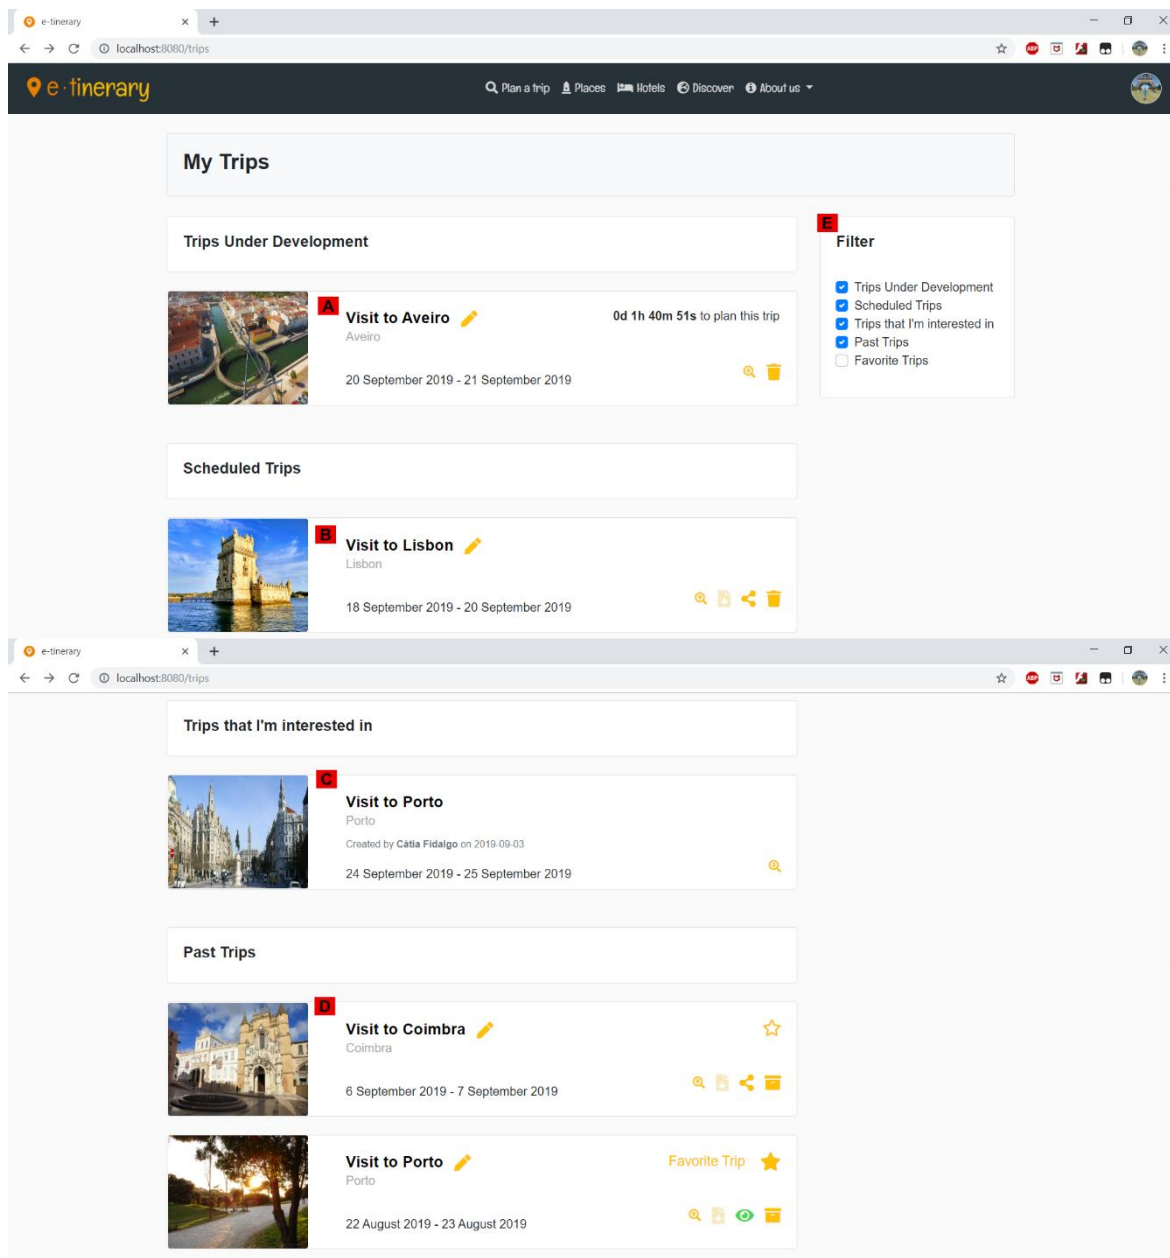 e-tinerary
localhost:8080/trips
ABP
e·tinerary
Plan a trip Places Hotels Discover About us
My Trips
Trips Under Development
E
Filter
Trips Under Development
Scheduled Trips
Trips that I'm interested in
Past Trips
Favorite Trips
A
Visit to Aveiro
0d 1h 40m 51s to plan this trip
Aveiro
20 September 2019 - 21 September 2019
Scheduled Trips
B
Visit to Lisbon
Lisbon
18 September 2019 - 20 September 2019
e-tinerary
localhost:8080/trips
ABP
Trips that I'm interested in
C
Visit to Porto
Porto
Created by Cátia Fidalgo on 2019-09-03
24 September 2019 - 25 September 2019
Past Trips
D
Visit to Coimbra
Coimbra
6 September 2019 - 7 September 2019
Visit to Porto
Favorite Trip
Porto
22 August 2019 - 23 August 2019